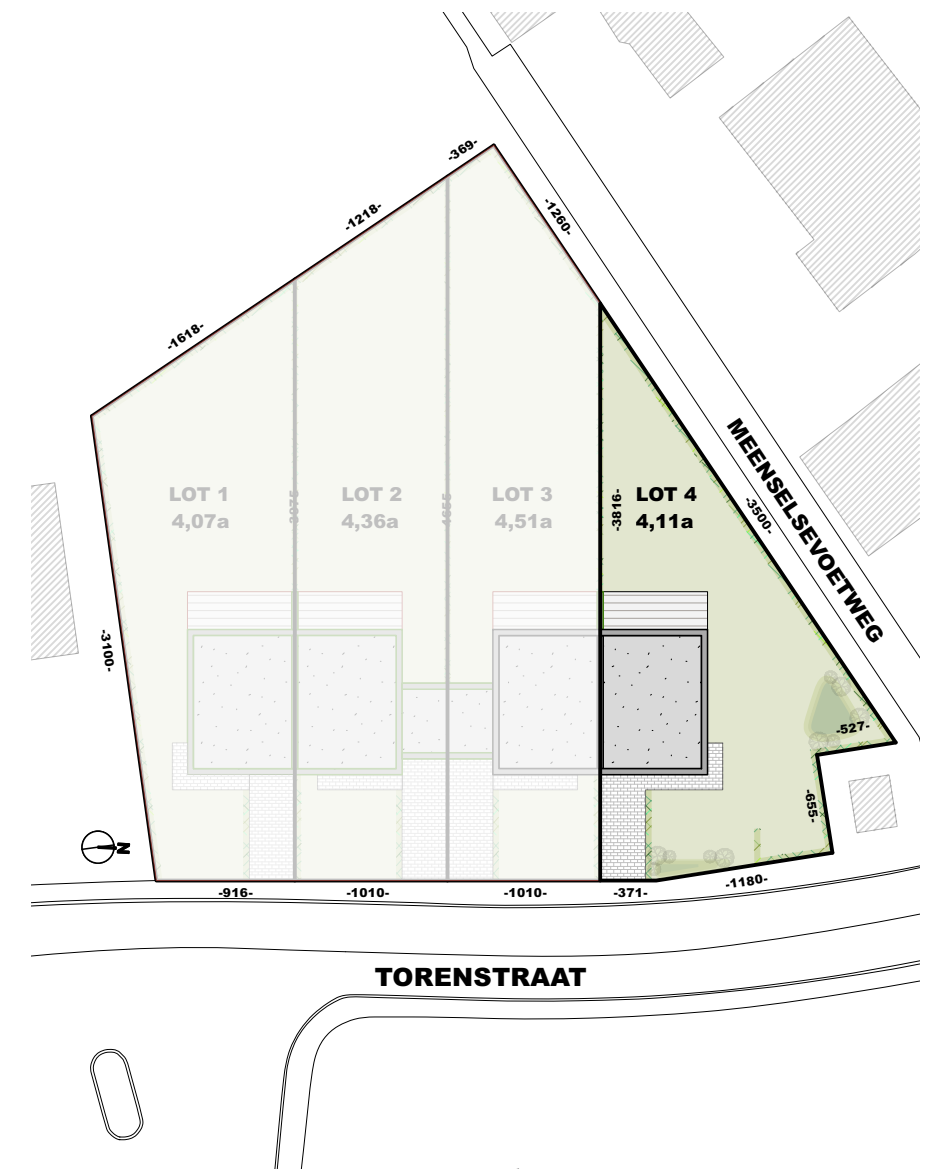 -369-
-1218-
-1260-
-1618-
MEENSELSEVOETWEG
LOT 1
4,07a
LOT 2
4,36a
LOT 3
4,51a
-3816-
LOT 4
4,11a
-3500-
-3100-
-527-
-655-
N
-916-
-1010-
-1010-
-371-
-1180-
TORENSTRAAT